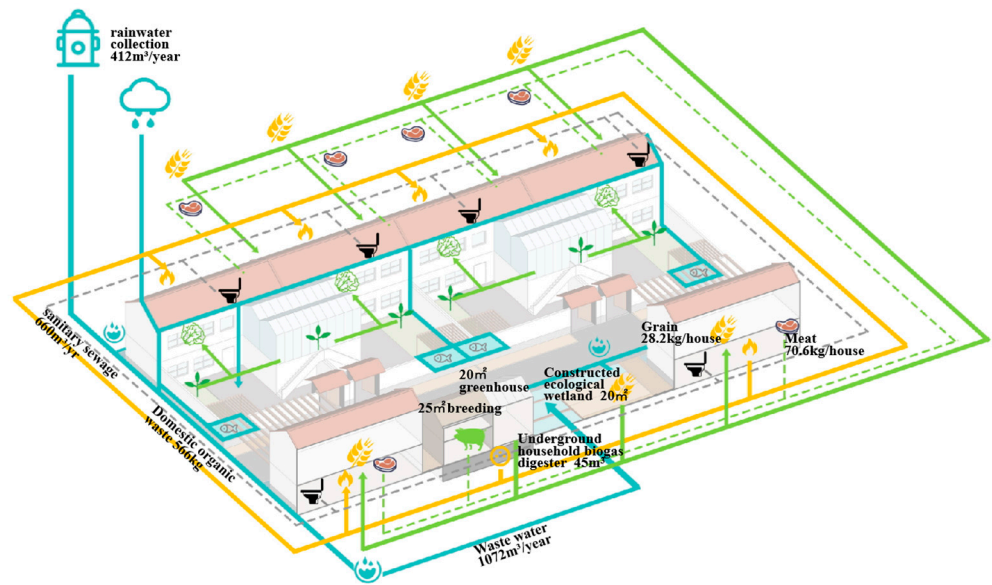 rainwater
collection
412m³/year
sanitary sewage
660m³/yr
Domestic organic
waste 566kg
20㎡
greenhouse
25㎡breeding
Constructed
ecological
wetland 20㎡
Grain
28.2kg/house
Meat
70.6kg/house
Underground
household biogas
digester 45m³
Waste water
1072m³/year